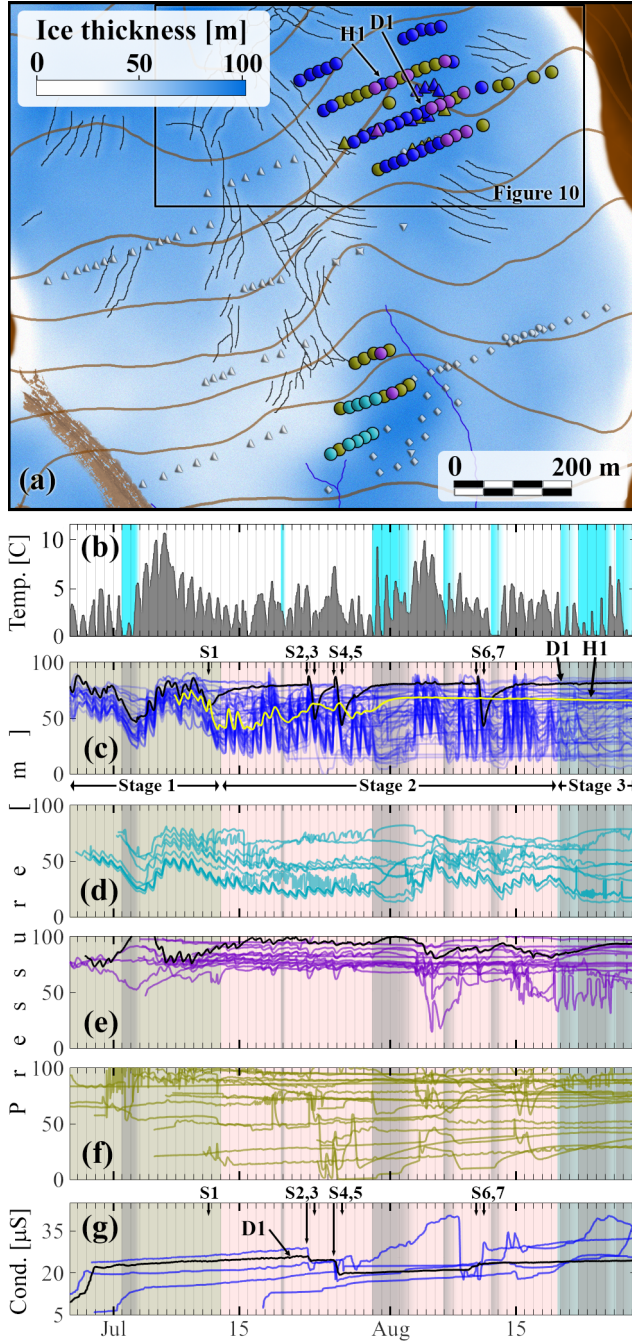 Ice thickness [m]
0 50 100
H1 D1
Figure 10
(a)
0 200 m
(b)
Temp. [C]
10
5
0
S1 S2,3 S4,5 S6,7 D1 H1
(c)
100
50
0
Stage 1 Stage 2 Stage 3
Pressure [m]
(d)
100
50
0
(e)
100
50
0
(f)
100
50
0
S1 S2,3 S4,5 S6,7
(g)
D1
Cond. [µS]
35
20
5
Jul 15 Aug 15